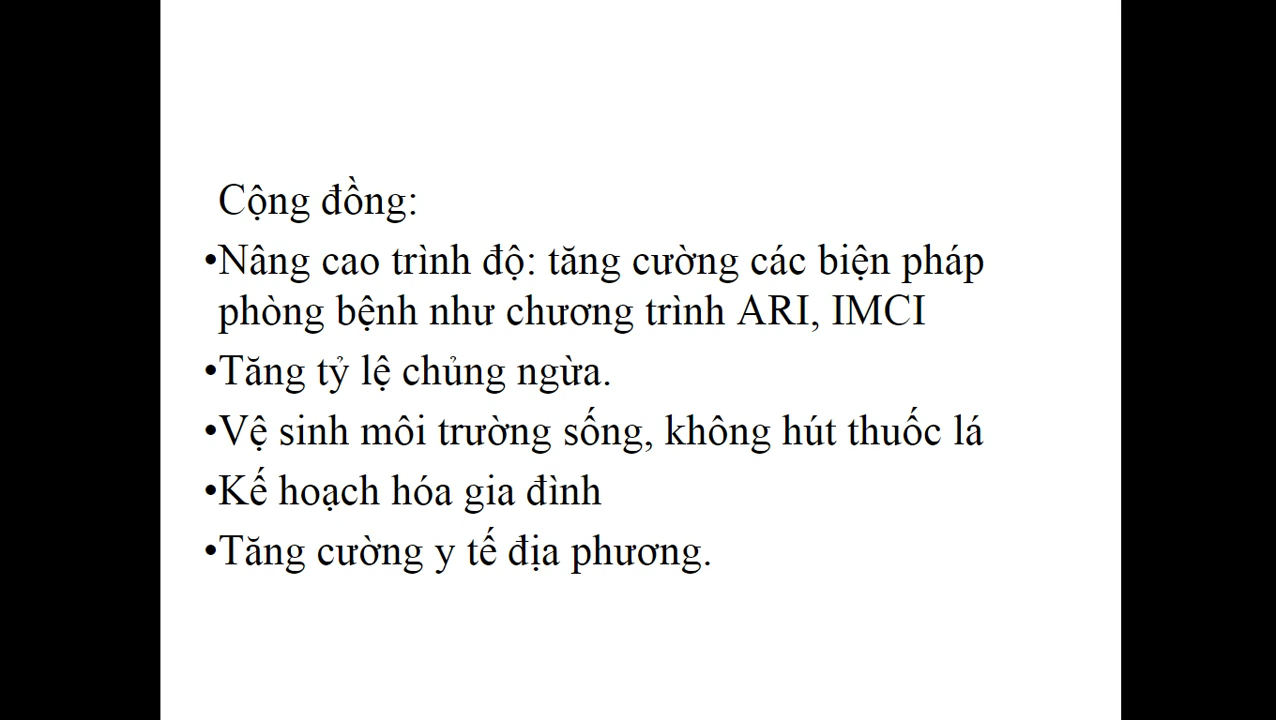 Cộng đồng:
•Nâng cao trình độ: tăng cường các biện pháp
phòng bệnh như chương trình ARI, IMCI
•Tăng tỷ lệ chủng ngừa.
•Vệ sinh môi trường sống, không hút thuốc lá
•Kế hoạch hóa gia đình
•Tăng cường y tế địa phương.